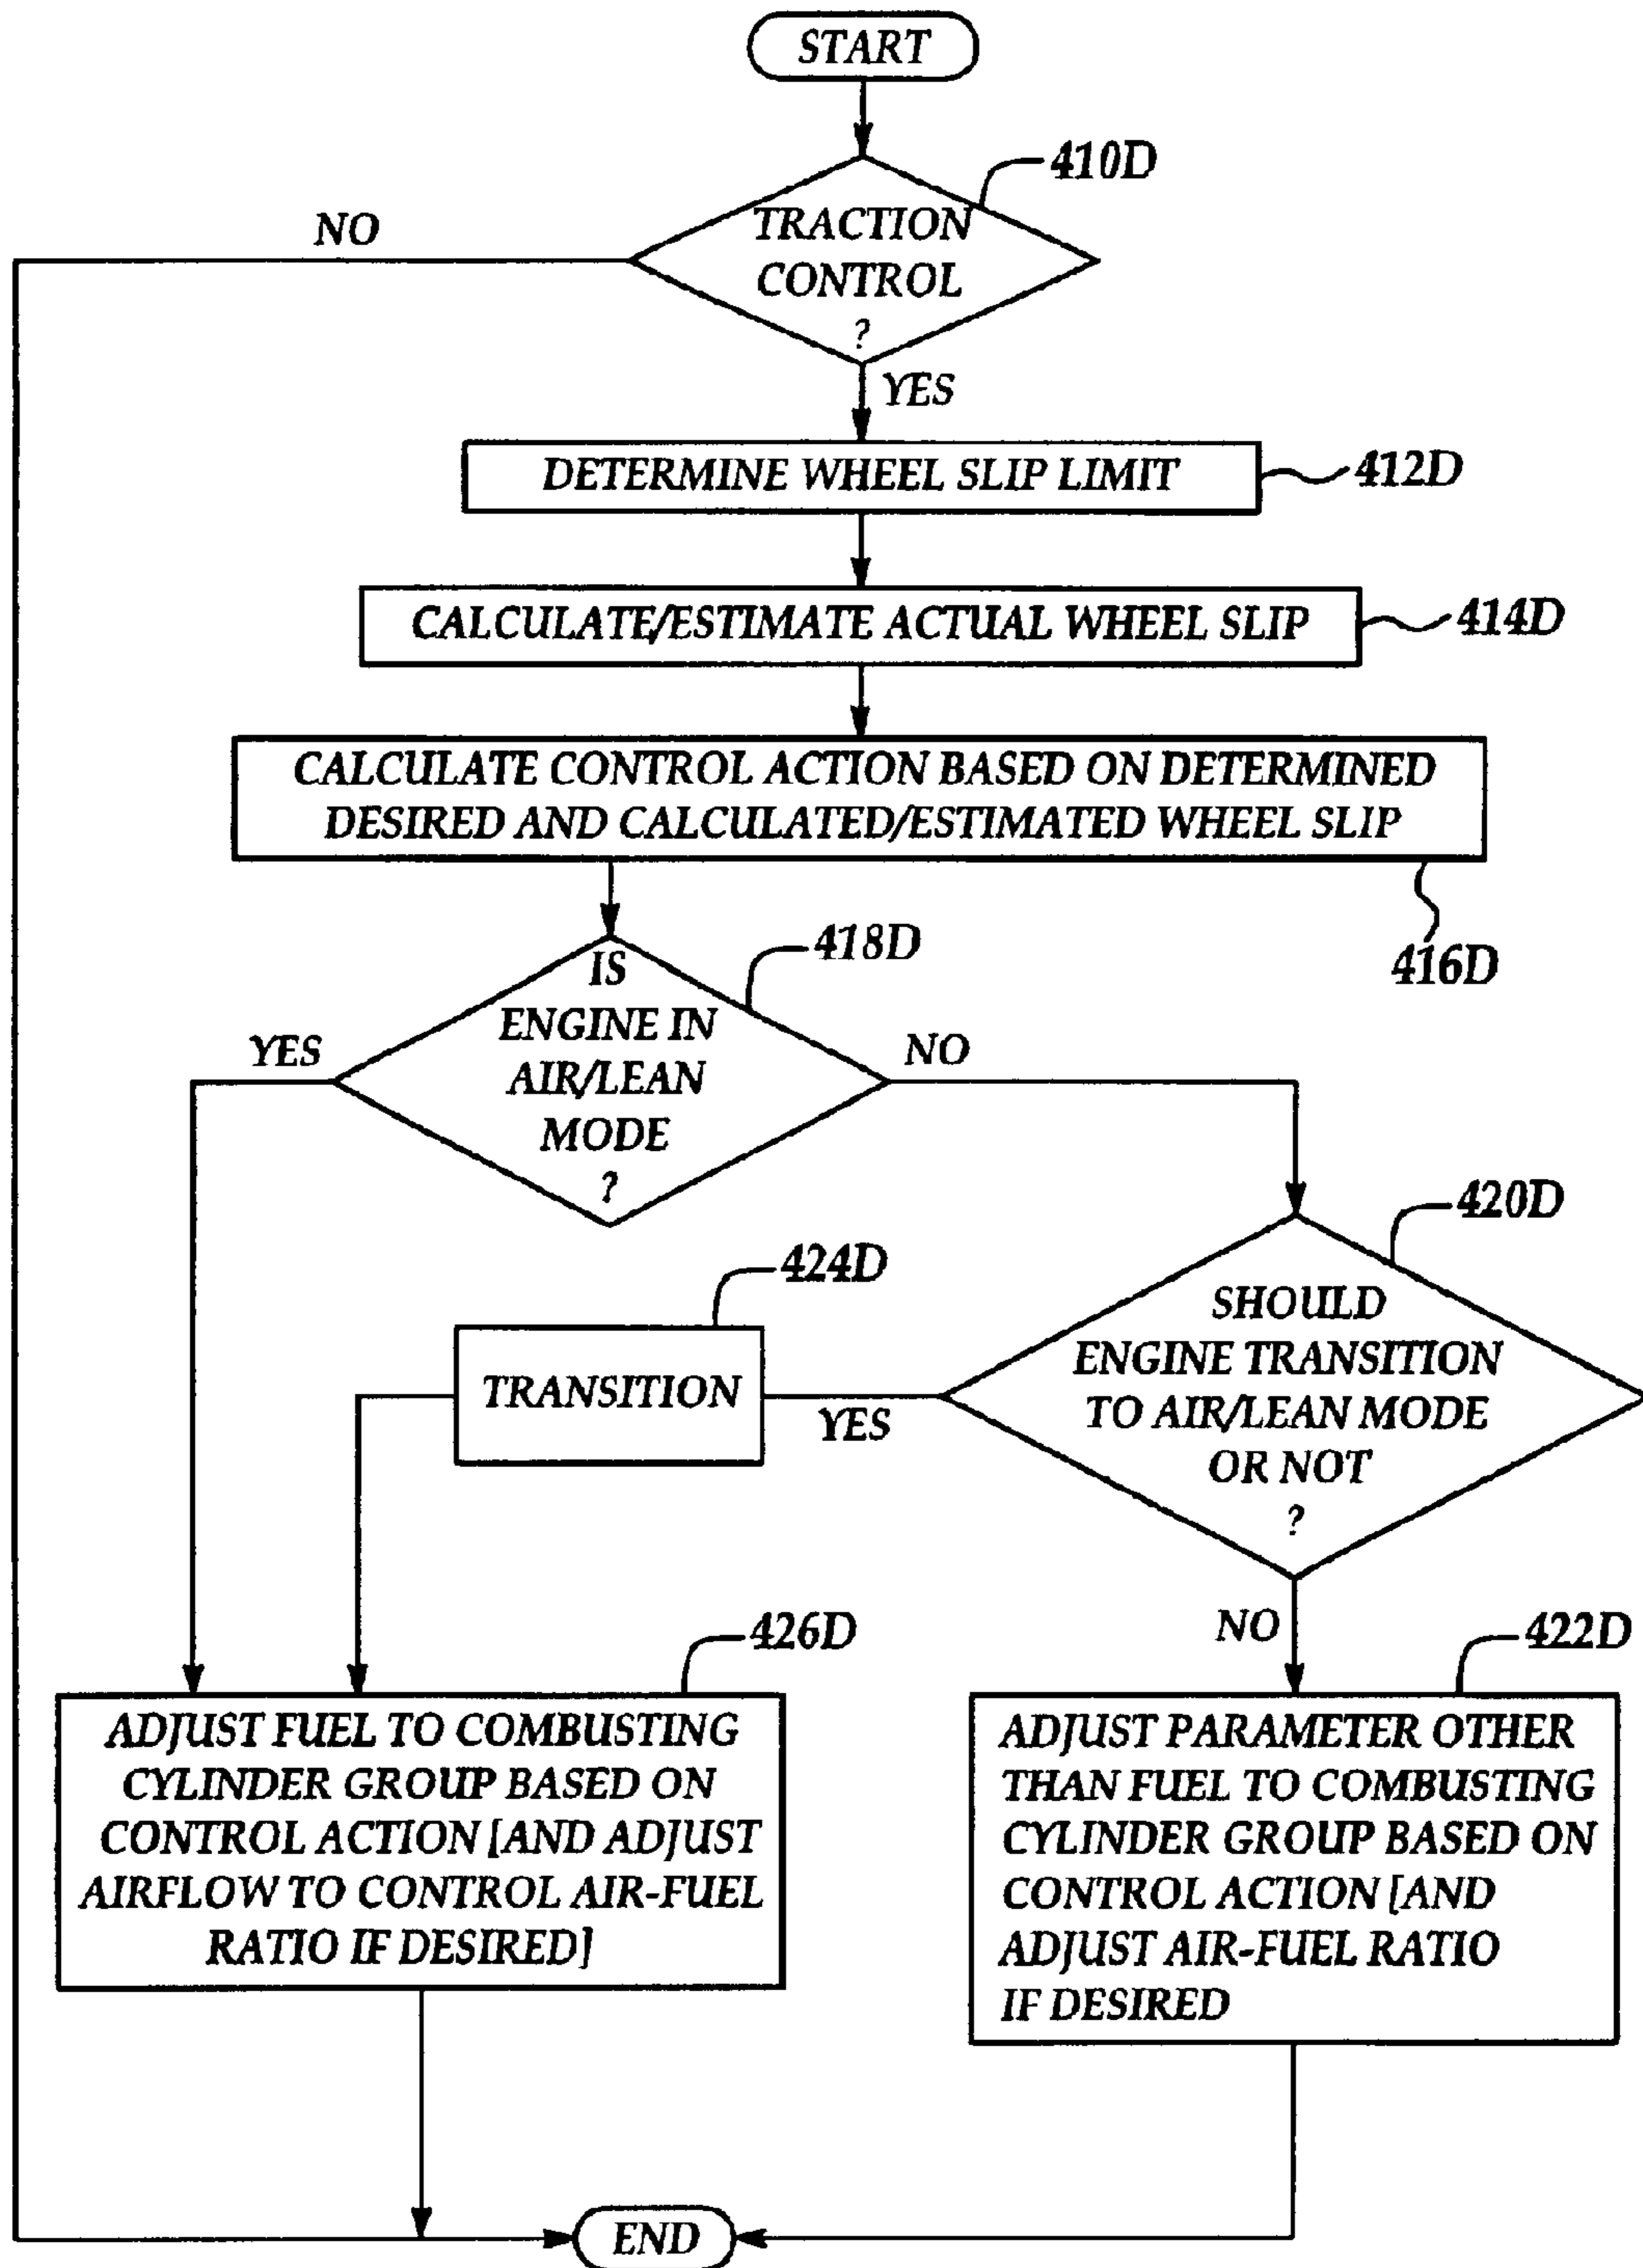 START
410D
NO
TRACTION
CONTROL
?
YES
DETERMINE WHEEL SLIP LIMIT
412D
CALCULATE/ESTIMATE ACTUAL WHEEL SLIP
414D
CALCULATE CONTROL ACTION BASED ON DETERMINED
DESIRED AND CALCULATED/ESTIMATED WHEEL SLIP
416D
418D
IS
ENGINE IN
AIR/LEAN
MODE
?
YES
NO
420D
424D
SHOULD
ENGINE TRANSITION
TO AIR/LEAN MODE
OR NOT
?
TRANSITION
YES
NO
426D
422D
ADJUST FUEL TO COMBUSTING
CYLINDER GROUP BASED ON
CONTROL ACTION [AND ADJUST
AIRFLOW TO CONTROL AIR-FUEL
RATIO IF DESIRED]
ADJUST PARAMETER OTHER
THAN FUEL TO COMBUSTING
CYLINDER GROUP BASED ON
CONTROL ACTION [AND
ADJUST AIR-FUEL RATIO
IF DESIRED
END